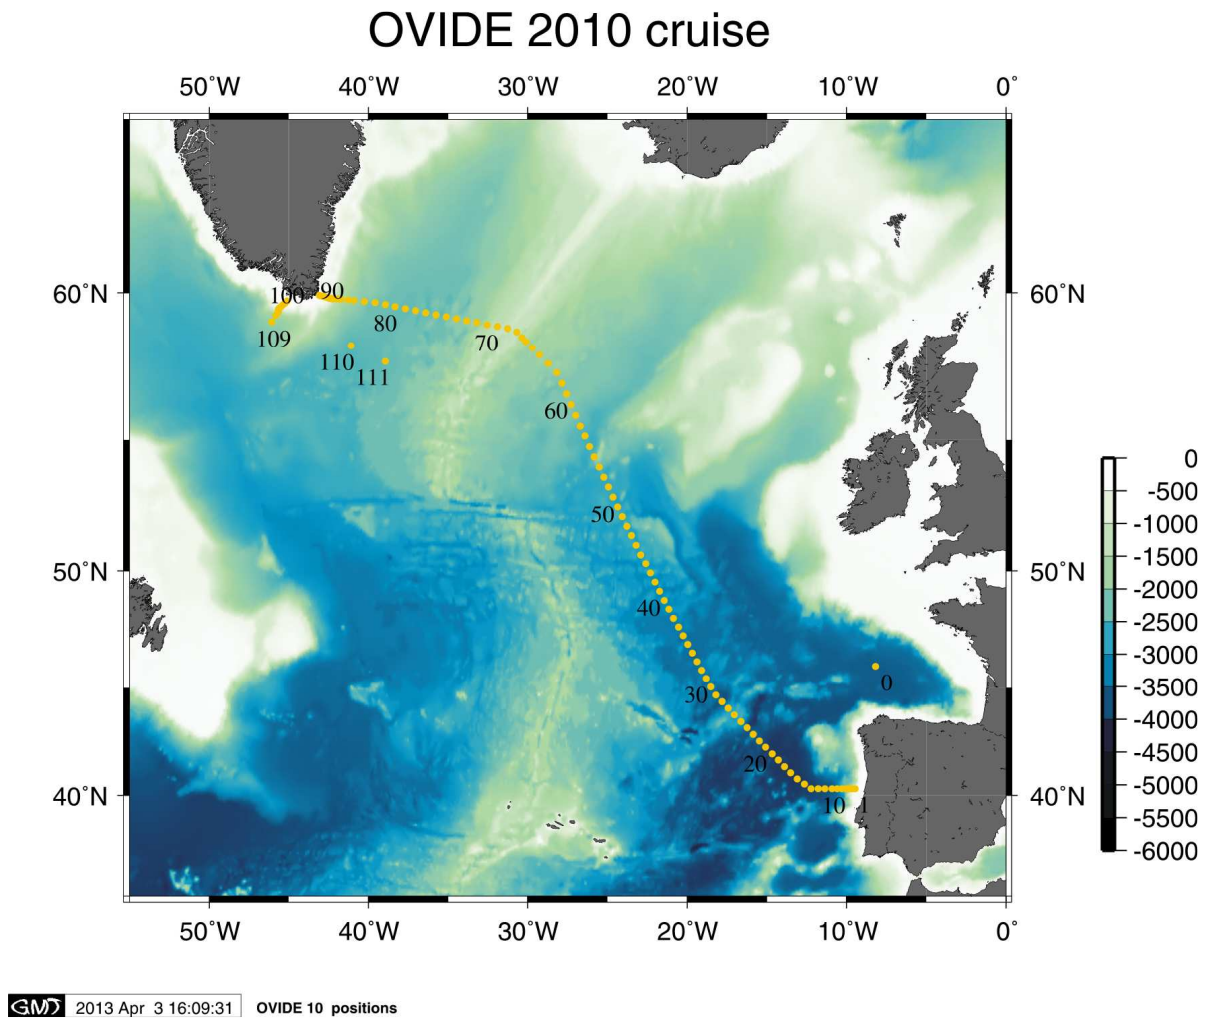 OVIDE 2010 cruise
50˚W 40˚W 30˚W 20˚W 10˚W 0˚
60˚N 100 90 60˚N
80
109 70
110
111
60
0
50 -500
-1000
-1500
50˚N 50˚N -2000
40 -2500
-3000
0 -3500
30 -4000
-4500
20 -5000
40˚N 10 1 40˚N -5500
-6000
50˚W 40˚W 30˚W 20˚W 10˚W 0˚
GMT 2013 Apr 3 16:09:31 OVIDE 10 positions